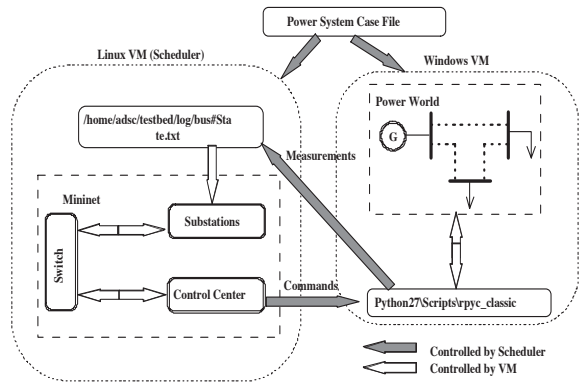 Power System Case File
Linux VM (Scheduler)
Windows VM
/home/adsc/testbed/log/bus#Sta
te.txt
Power World
G
Measurements
Mininet
Switch
Substations
Control Center
Commands
Python27\Scripts\rpyc_classic
Controlled by Scheduler
Controlled by VM